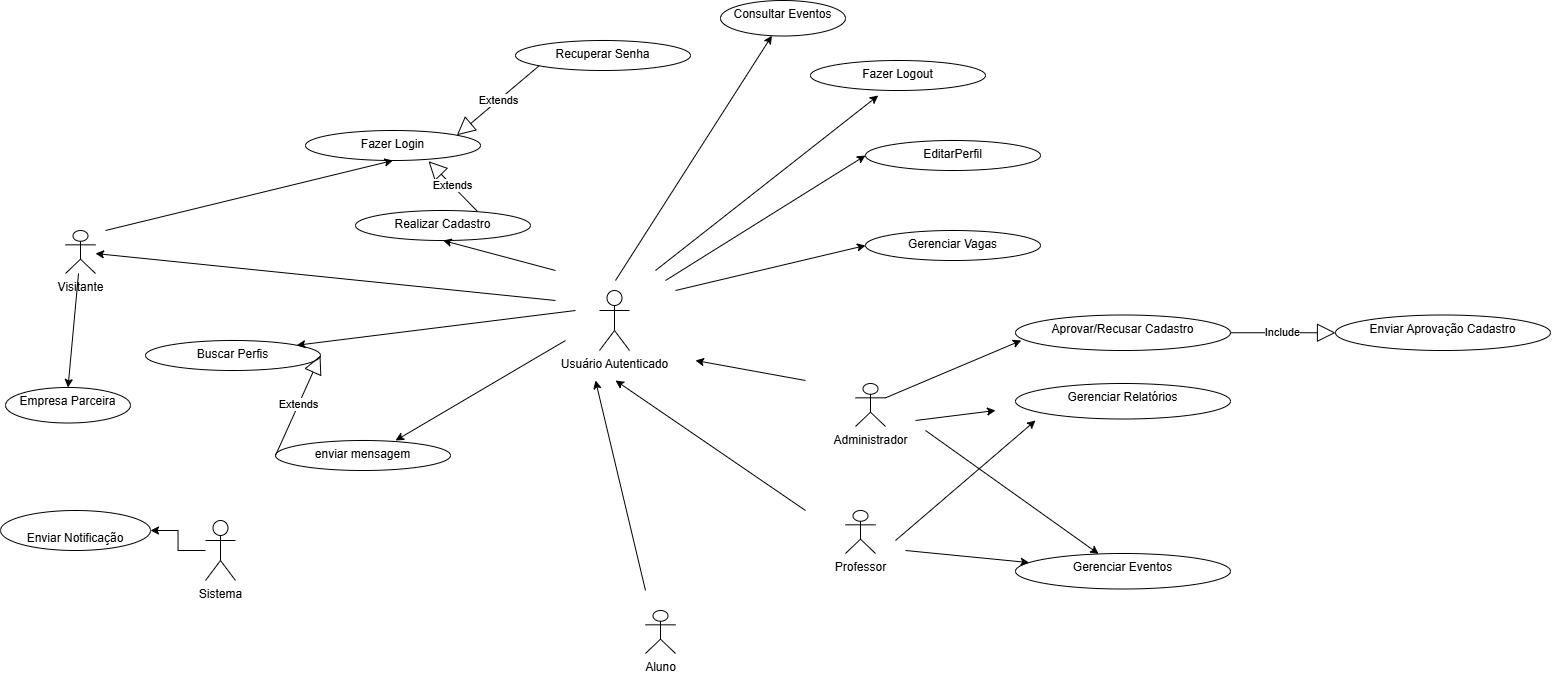 Consultar Eventos
Recuperar Senha
Fazer Logout
Extends
Fazer Login
EditarPerfil
Extends
Realizar Cadastro
Gerenciar Vagas
Visitante
Aprovar/Recusar Cadastro
Include
Enviar Aprovação Cadastro
Buscar Perfis
Usuário Autenticado
Empresa Parceira
Extends
Gerenciar Relatórios
Administrador
enviar mensagem
Enviar Notificação
Professor
Gerenciar Eventos
Sistema
Aluno